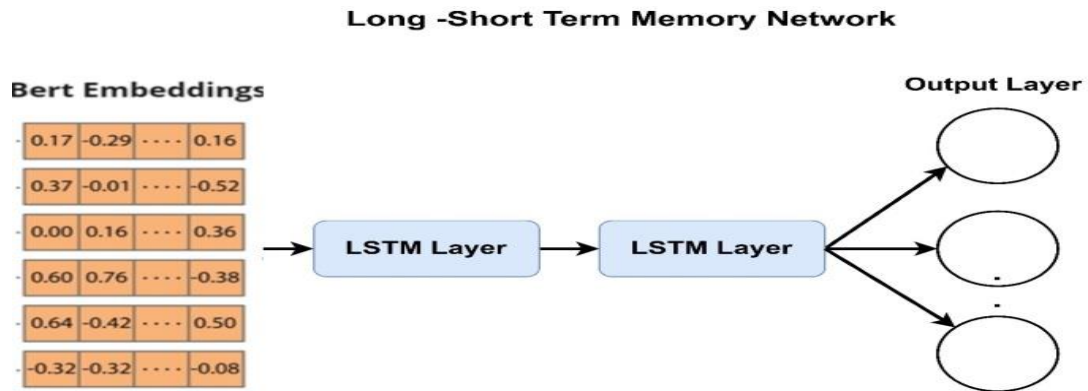 Long -Short Term Memory Network
Bert Embeddings
0.17 -0.29 ···· 0.16
0.37 -0.01 ···· -0.52
0.00 0.16 ···· 0.36
0.60 0.76 ···· -0.38
0.64 -0.42 ···· 0.50
-0.32 -0.32 ···· -0.08
LSTM Layer
LSTM Layer
Output Layer